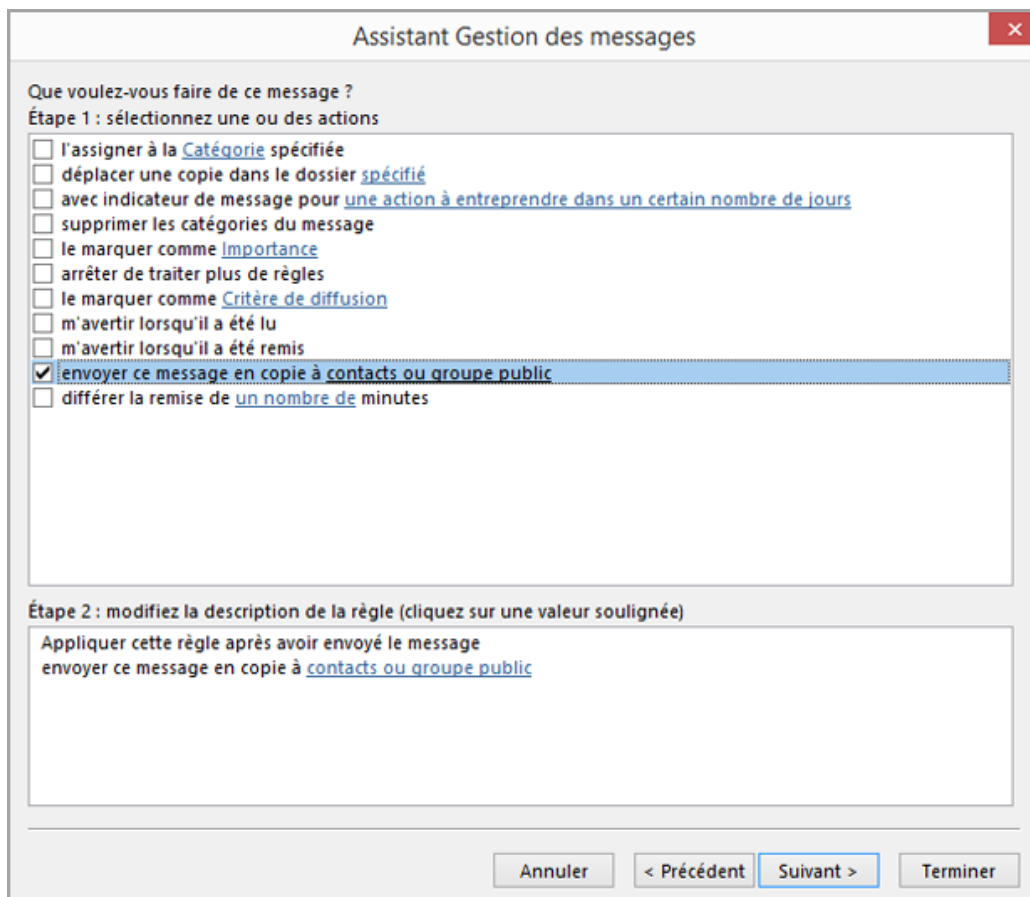 Assistant Gestion des messages
Que voulez-vous faire de ce message ?
Étape 1 : sélectionnez une ou des actions
l'assigner à la Catégorie spécifiée
déplacer une copie dans le dossier spécifié
avec indicateur de message pour une action à entreprendre dans un certain nombre de jours
supprimer les catégories du message
le marquer comme Importance
arrêter de traiter plus de règles
le marquer comme Critère de diffusion
m'avertir lorsqu'il a été lu
m'avertir lorsqu'il a été remis
envoyer ce message en copie à contacts ou groupe public
différer la remise de un nombre de minutes
Étape 2 : modifiez la description de la règle (cliquez sur une valeur soulignée)
Appliquer cette règle après avoir envoyé le message
envoyer ce message en copie à contacts ou groupe public
Annuler < Précédent Suivant > Terminer